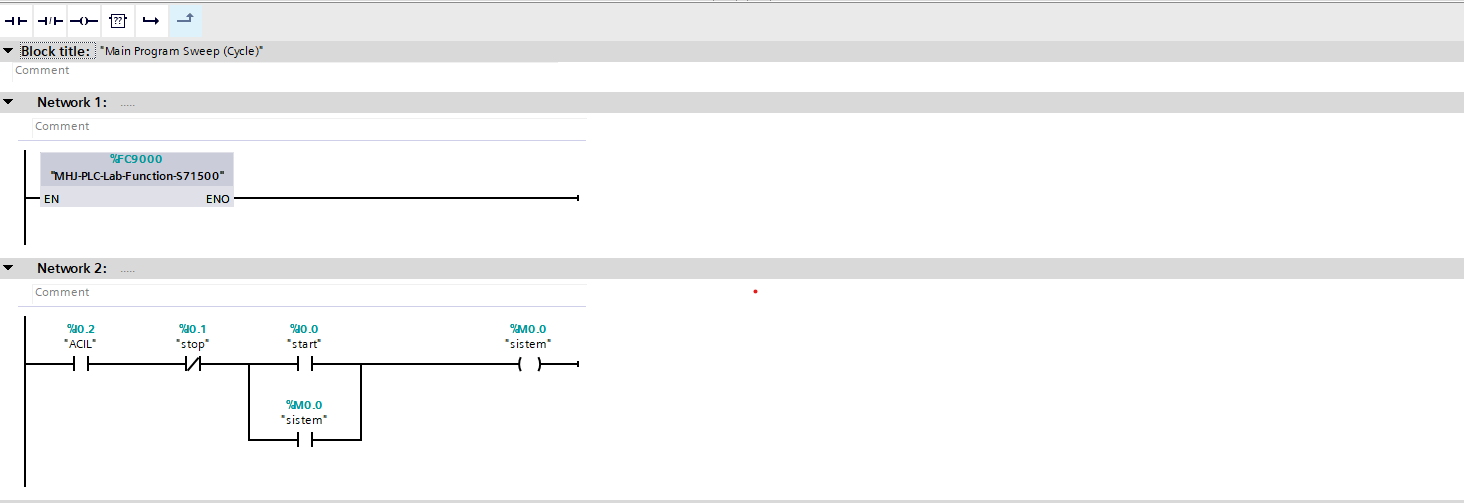 ??
Block title: "Main Program Sweep (Cycle)"
Comment
Network 1: .....
Comment
%FC9000
"MHJ-PLC-Lab-Function-S71500"
EN ENO
Network 2: .....
Comment
%I0.2 %I0.1 %I0.0 %M0.0
"ACIL" "stop" "start" "sistem"
%M0.0
"sistem"